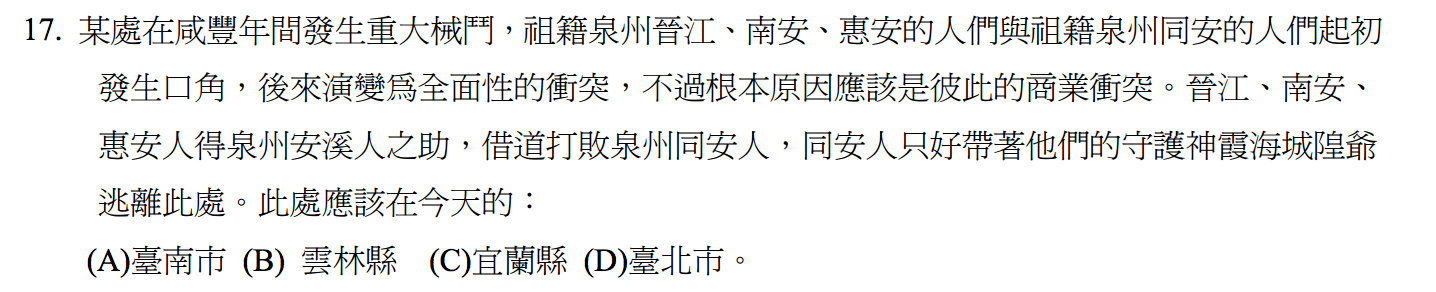 17. 某處在咸豐年間發生重大械鬥，祖籍泉州晉江、南安、惠安的人們與祖籍泉州同安的人們起初
發生口角，後來演變為全面性的衝突，不過根本原因應該是彼此的商業衝突。晉江、南安、
惠安人得泉州安溪人之助，借道打敗泉州同安人，同安人只好帶著他們的守護神霞海城隍爺
逃離此處。此處應該在今天的：
(A)臺南市 (B) 雲林縣 (C)宜蘭縣 (D)臺北市。